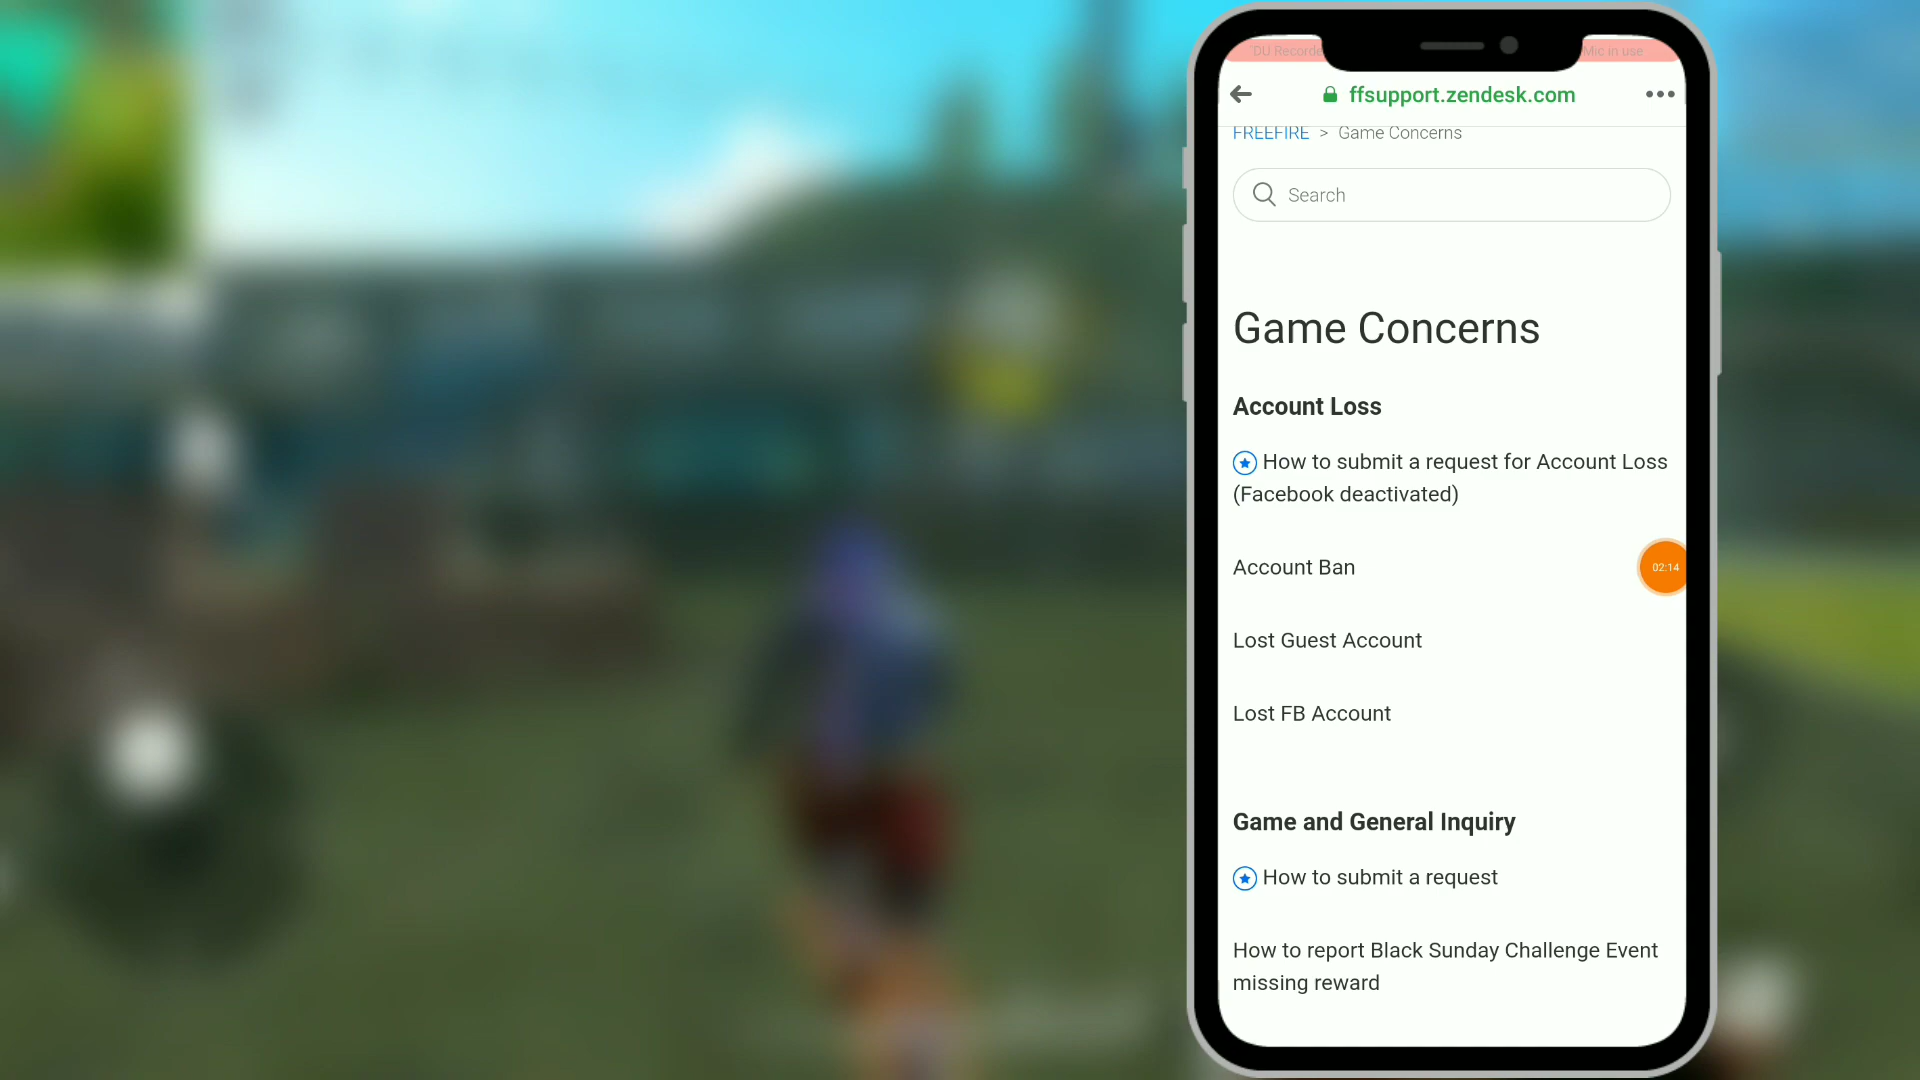 DU Recorde
Mic in use
ffsupport.zendesk.com
FREEFIRE > Game Concerns
Search
Game Concerns
Account Loss
How to submit a request for Account Loss
(Facebook deactivated)
Account Ban
02:14
Lost Guest Account
Lost FB Account
Game and General Inquiry
How to submit a request
How to report Black Sunday Challenge Event
missing reward